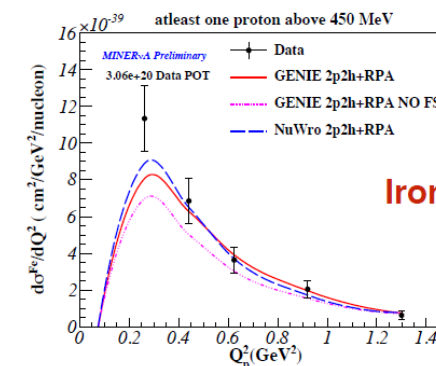 16×10⁻³⁹
atleast one proton above 450 MeV
MINERνA Preliminary
3.06e+20 Data POT
Data
GENIE 2p2h+RPA
GENIE 2p2h+RPA NO FS
NuWro 2p2h+RPA
Iron
14
12
10
8
6
4
2
0
dσ^Fe/dQ² ( cm²/GeV²/nucleon)
0 0.2 0.4 0.6 0.8 1 1.2 1.4
Q²_p(GeV²)